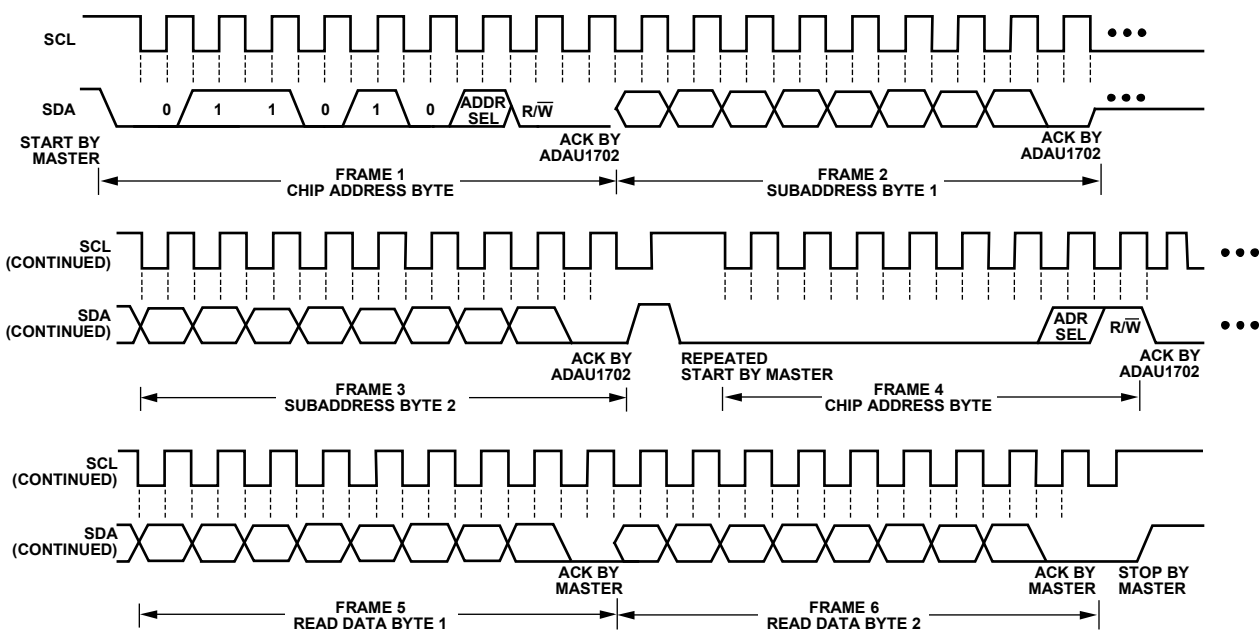 SCL
SDA
0 1 1 0 1 0 ADDR SEL R/W̅
START BY MASTER
ACK BY ADAU1702
ACK BY ADAU1702
FRAME 1
CHIP ADDRESS BYTE
FRAME 2
SUBADDRESS BYTE 1
SCL
(CONTINUED)
SDA
(CONTINUED)
ADR SEL R/W̅
ACK BY
ADAU1702
REPEATED
START BY MASTER
ACK BY
ADAU1702
FRAME 3
SUBADDRESS BYTE 2
FRAME 4
CHIP ADDRESS BYTE
SCL
(CONTINUED)
SDA
(CONTINUED)
ACK BY
MASTER
ACK BY
MASTER
STOP BY
MASTER
FRAME 5
READ DATA BYTE 1
FRAME 6
READ DATA BYTE 2